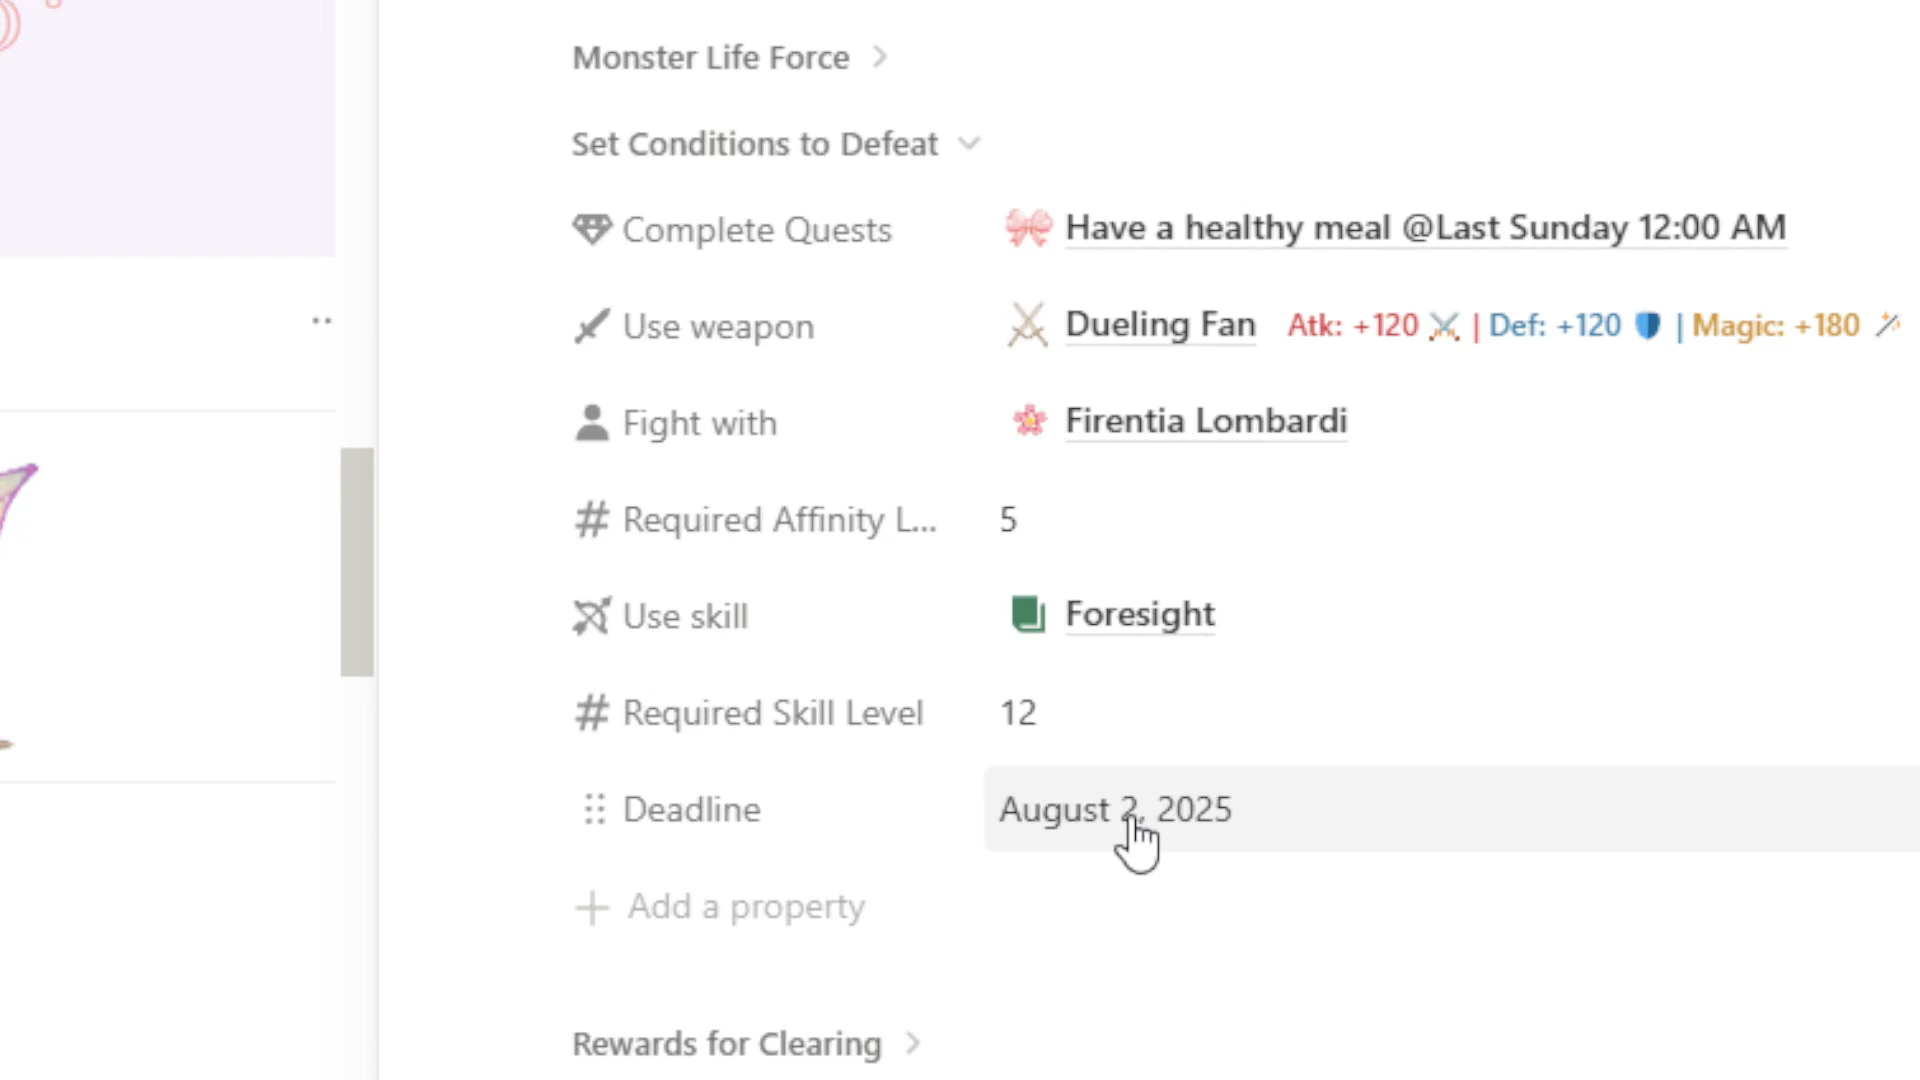 Monster Life Force
Set Conditions to Defeat
Complete Quests
Have a healthy meal @Last Sunday 12:00 AM
Use weapon
Dueling Fan Atk: +120 | Def: +120 | Magic: +180
Fight with
Firentia Lombardi
Required Affinity L...
5
Use skill
Foresight
Required Skill Level
12
Deadline
August 2, 2025
Add a property
Rewards for Clearing